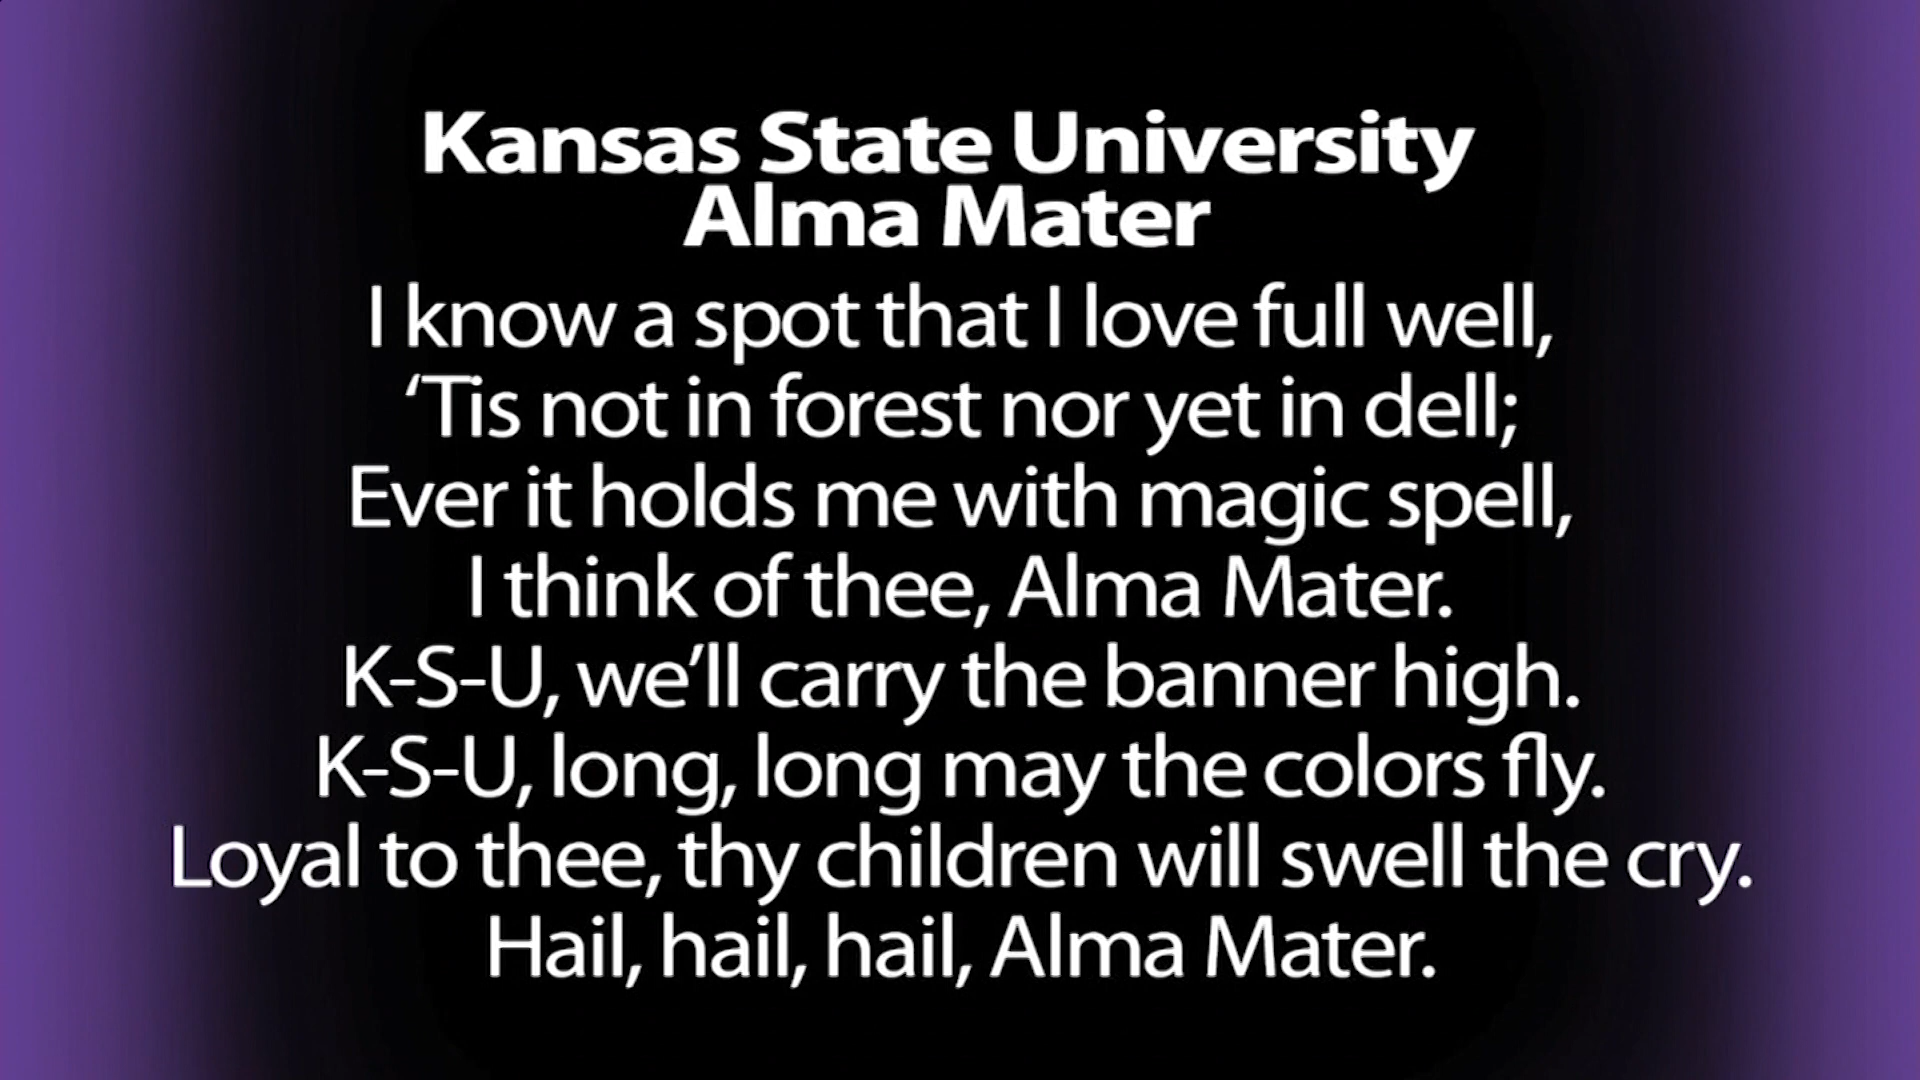 Kansas State University
Alma Mater
I know a spot that I love full well,
‘Tis not in forest nor yet in dell;
Ever it holds me with magic spell,
I think of thee, Alma Mater.
K-S-U, we’ll carry the banner high.
K-S-U, long, long may the colors fly.
Loyal to thee, thy children will swell the cry.
Hail, hail, hail, Alma Mater.